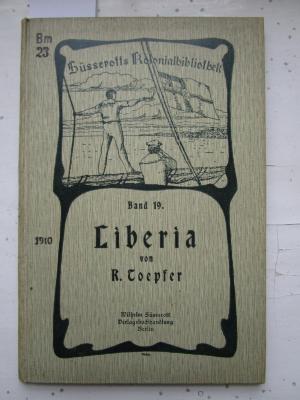 Bm
23
Süsserotts Kolonialbibliothek
Band 19.
1910
Liberia
von
R. Toepfer
Wilhelm Süsserott
Verlagsbuchhandlung
Berlin